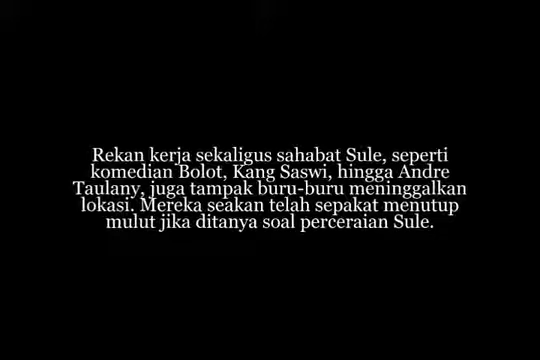 Rekan kerja sekaligus sahabat Sule, seperti
komedian Bolot, Kang Saswi, hingga Andre
Taulany, juga tampak buru-buru meninggalkan
lokasi. Mereka seakan telah sepakat menutup
mulut jika ditanya soal perceraian Sule.